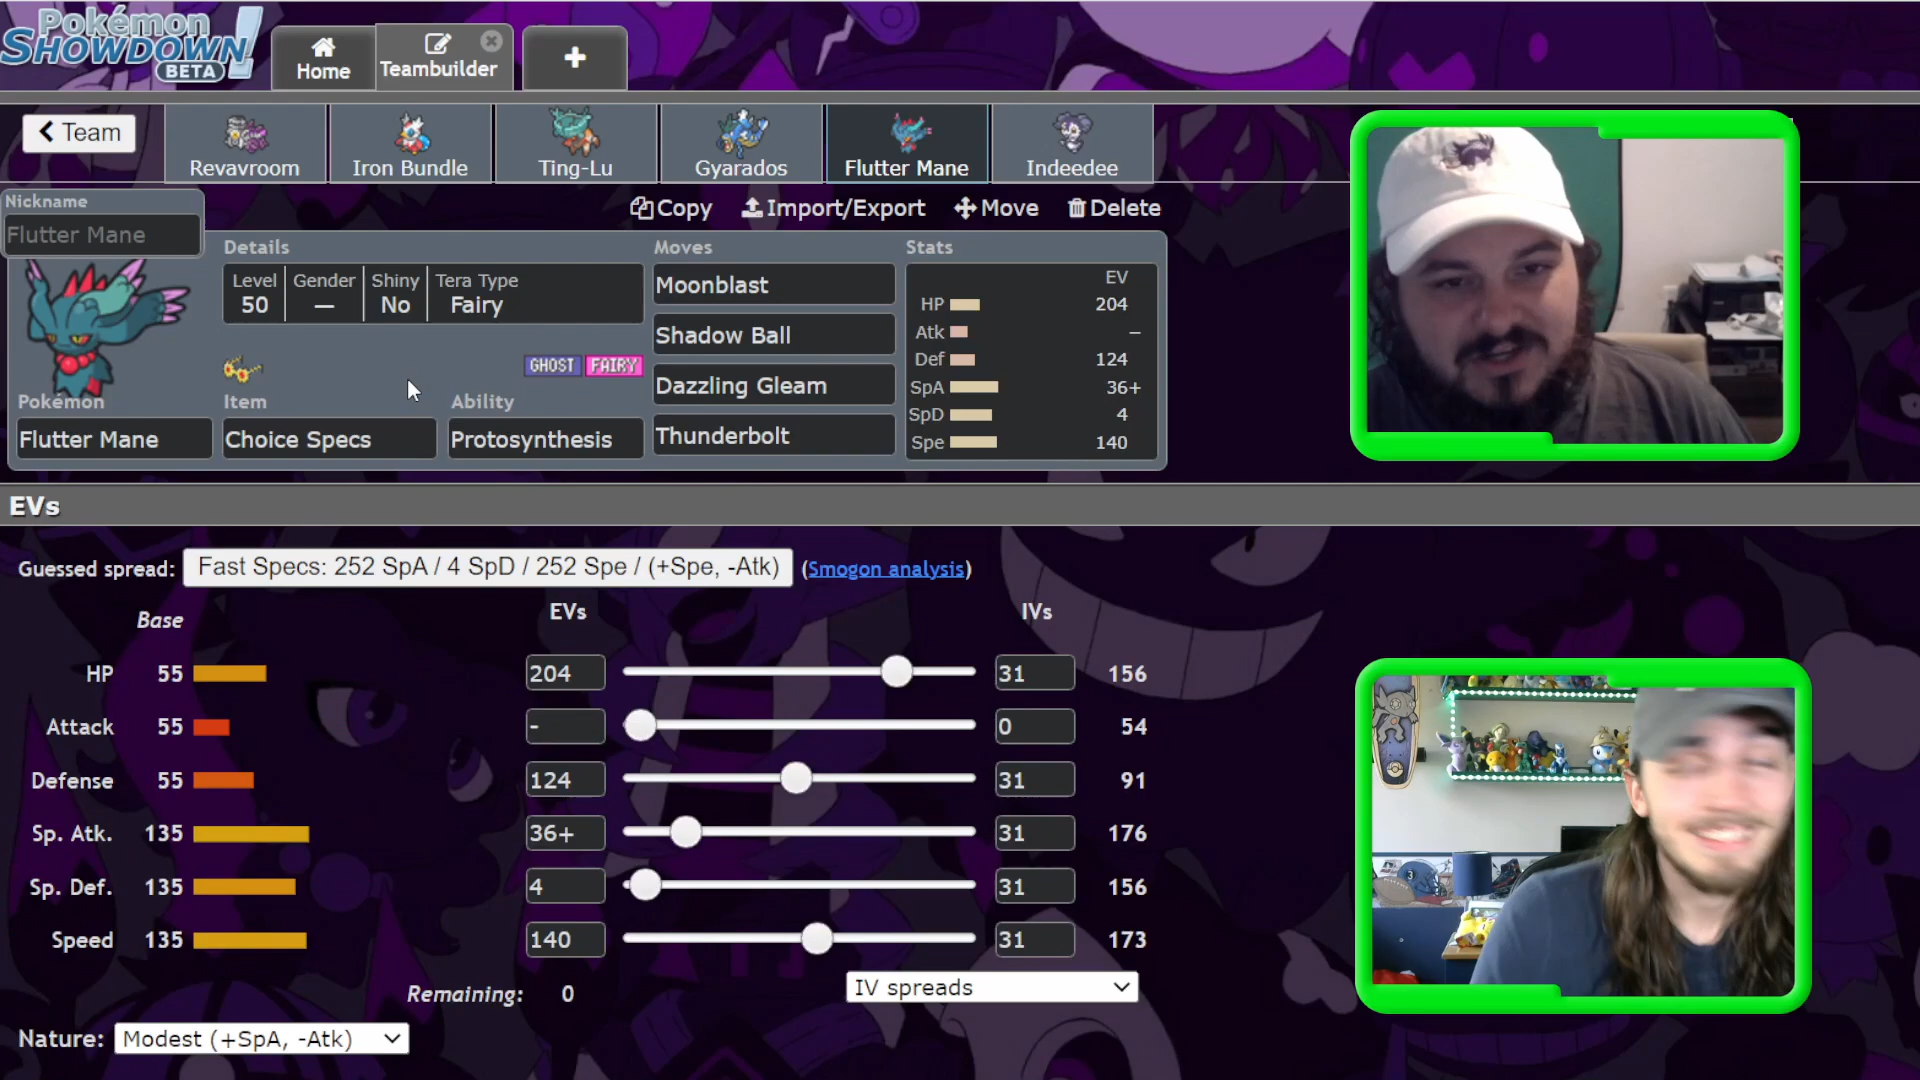 Pokémon
SHOWDOWN!
BETA
Home
Teambuilder
Team
Revavroom
Iron Bundle
Ting-Lu
Gyarados
Flutter Mane
Indeedee
Copy
Import/Export
Move
Delete
Nickname
Flutter Mane
Details
Level
50
Gender
—
Shiny
No
Tera Type
Fairy
GHOST
FAIRY
Pokémon
Flutter Mane
Item
Choice Specs
Ability
Protosynthesis
Moves
Moonblast
Shadow Ball
Dazzling Gleam
Thunderbolt
Stats
EV
HP 204
Atk –
Def 124
SpA 36+
SpD 4
Spe 140
EVs
Guessed spread: Fast Specs: 252 SpA / 4 SpD / 252 Spe / (+Spe, -Atk) (Smogon analysis)
Base EVs IVs
HP 55 204 31 156
Attack 55 - 0 54
Defense 55 124 31 91
Sp. Atk. 135 36+ 31 176
Sp. Def. 135 4 31 156
Speed 135 140 31 173
Remaining: 0
IV spreads
Nature: Modest (+SpA, -Atk)